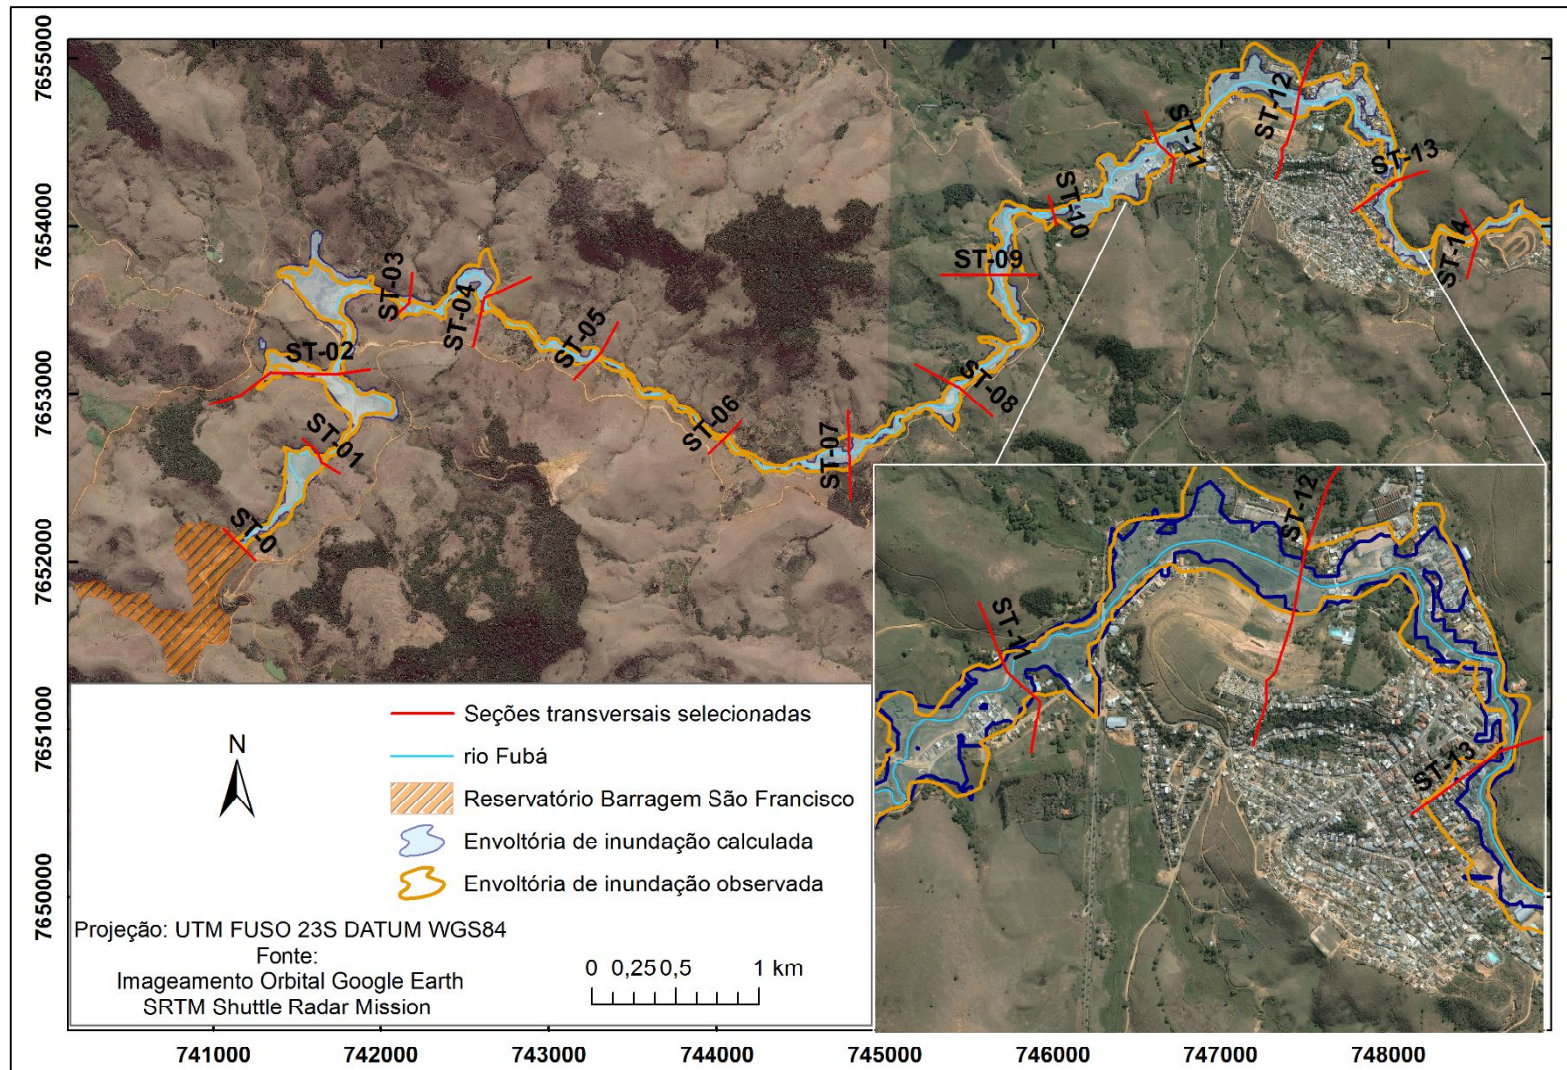 7655000
7654000
7653000
7652000
7651000
7650000
ST-0
ST-01
ST-02
ST-03
ST-04
ST-05
ST-06
ST-07
ST-08
ST-09
ST-10
ST-11
ST-12
ST-13
ST-14
ST-11
ST-12
ST-13
N
Seções transversais selecionadas
rio Fubá
Reservatório Barragem São Francisco
Envoltória de inundação calculada
Envoltória de inundação observada
Projeção: UTM FUSO 23S DATUM WGS84
Fonte:
Imageamento Orbital Google Earth
SRTM Shuttle Radar Mission
0 0,25 0,5 1 km
741000 742000 743000 744000 745000 746000 747000 748000